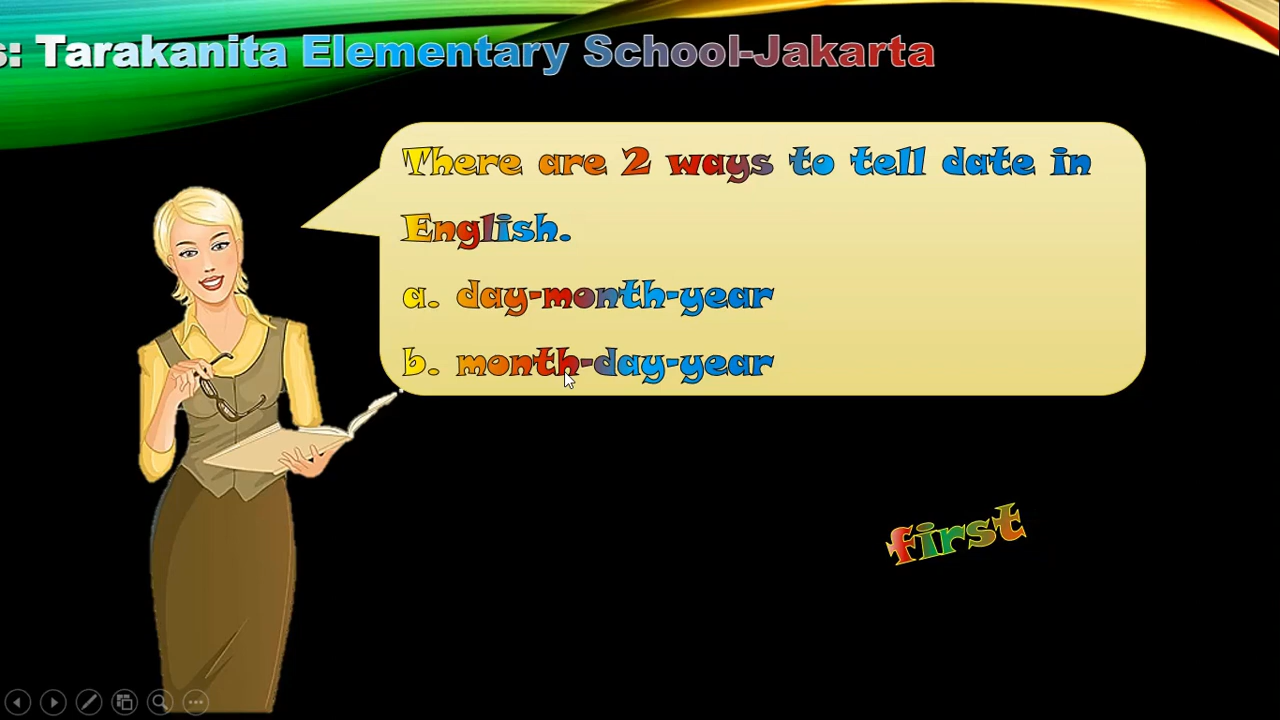 s: Tarakanita Elementary School-Jakarta
There are 2 ways to tell date in
English.
a. day-month-year
b. month-day-year
first